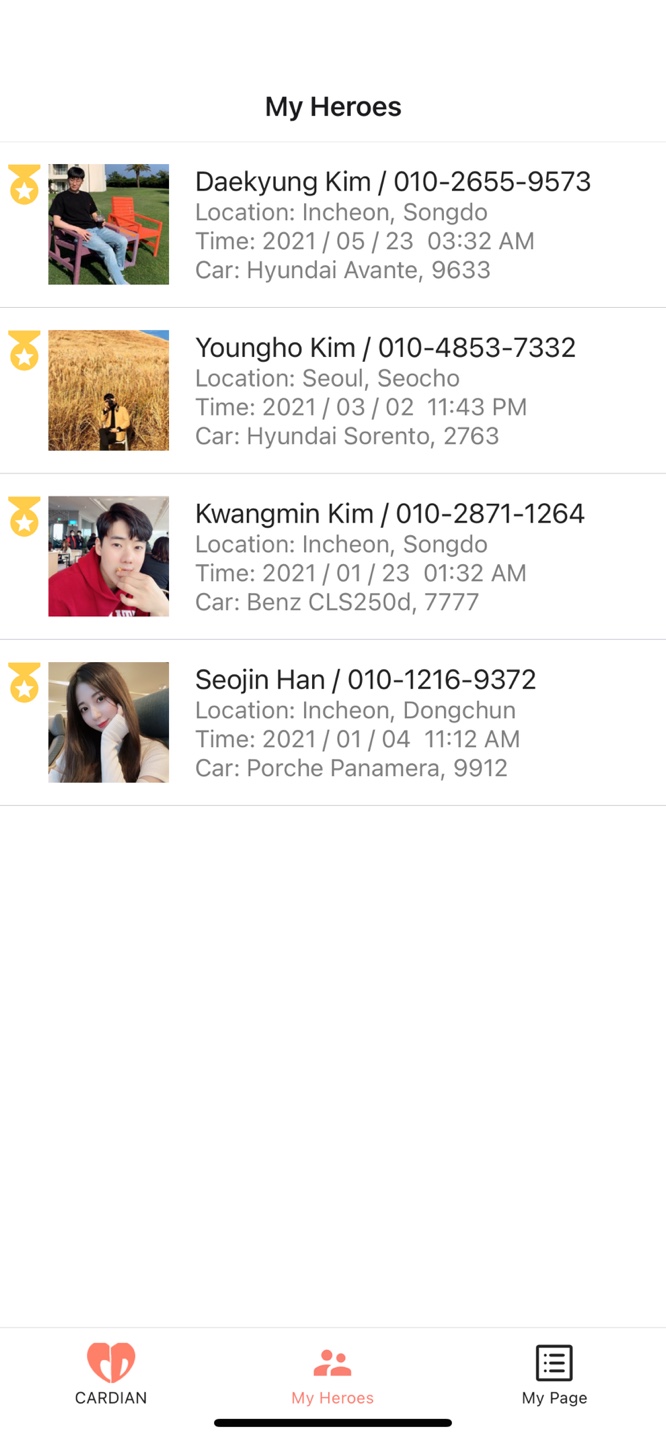 My Heroes
Daekyung Kim / 010-2655-9573
Location: Incheon, Songdo
Time: 2021 / 05 / 23  03:32 AM
Car: Hyundai Avante, 9633
Youngho Kim / 010-4853-7332
Location: Seoul, Seocho
Time: 2021 / 03 / 02  11:43 PM
Car: Hyundai Sorento, 2763
Kwangmin Kim / 010-2871-1264
Location: Incheon, Songdo
Time: 2021 / 01 / 23  01:32 AM
Car: Benz CLS250d, 7777
Seojin Han / 010-1216-9372
Location: Incheon, Dongchun
Time: 2021 / 01 / 04  11:12 AM
Car: Porche Panamera, 9912
CARDIAN
My Heroes
My Page